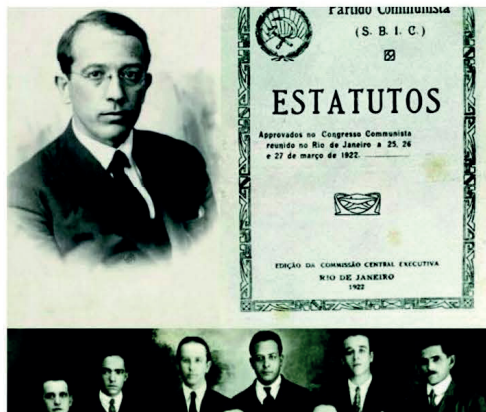 Partido Communista
(S. B. I. C.)
ESTATUTOS
Approvados no Congresso Communista
reunido no Rio de Janeiro a 25, 26
e 27 de março de 1922.
EDIÇÃO DA COMMISSÃO CENTRAL EXECUTIVA
RIO DE JANEIRO
1922